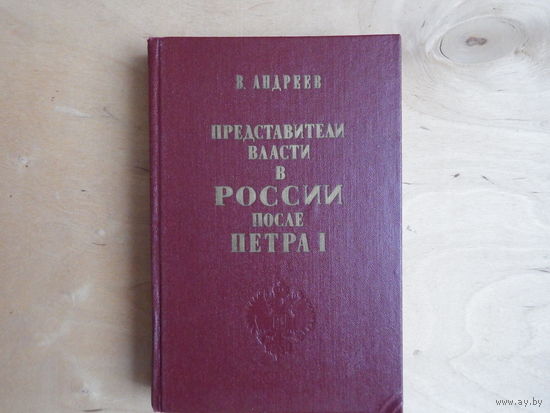 В. АНДРЕЕВ
ПРЕДСТАВИТЕЛИ
ВЛАСТИ
В
РОССИИ
ПОСЛЕ
ПЕТРА I
www.ay.by